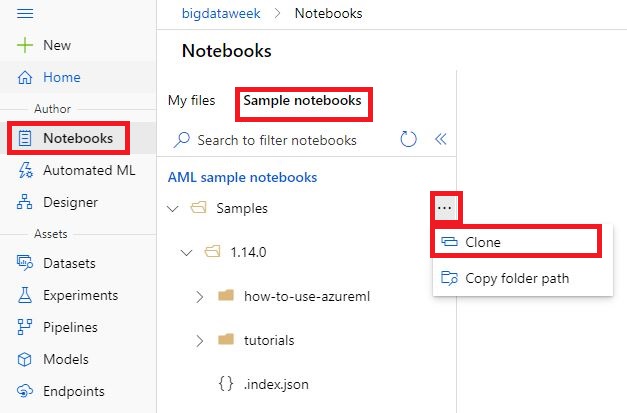 bigdataweek > Notebooks
New
Home
Author
Notebooks
Automated ML
Designer
Assets
Datasets
Experiments
Pipelines
Models
Endpoints
Notebooks
My files
Sample notebooks
Search to filter notebooks
AML sample notebooks
Samples
...
1.14.0
how-to-use-azureml
tutorials
{} .index.json
Clone
Copy folder path